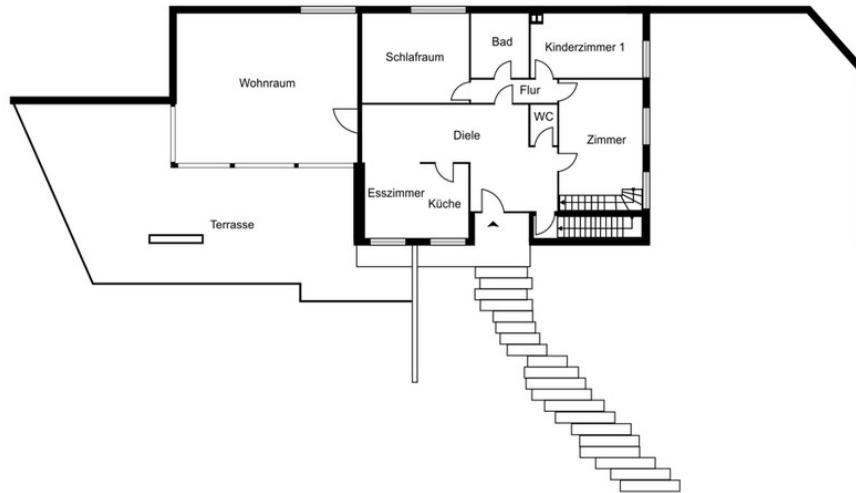 Bad
Kinderzimmer 1
Schlafraum
Wohnraum
Flur
WC
Diele
Zimmer
Esszimmer
Küche
Terrasse